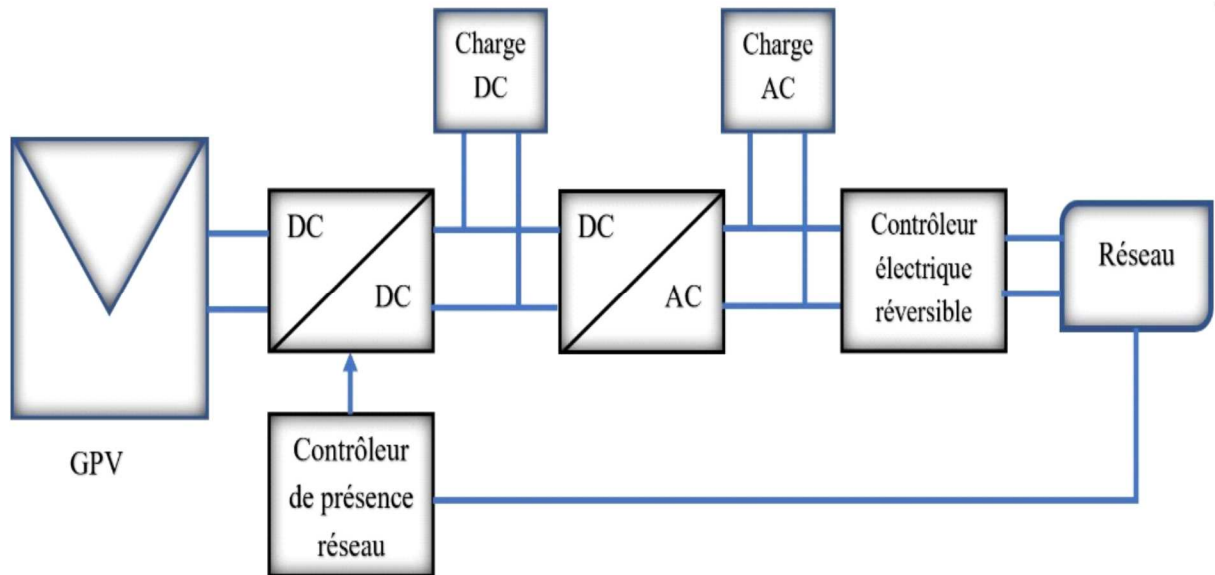 Charge
DC
Charge
AC
DC
DC
DC
AC
Contrôleur
électrique
réversible
Réseau
GPV
Contrôleur
de présence
réseau